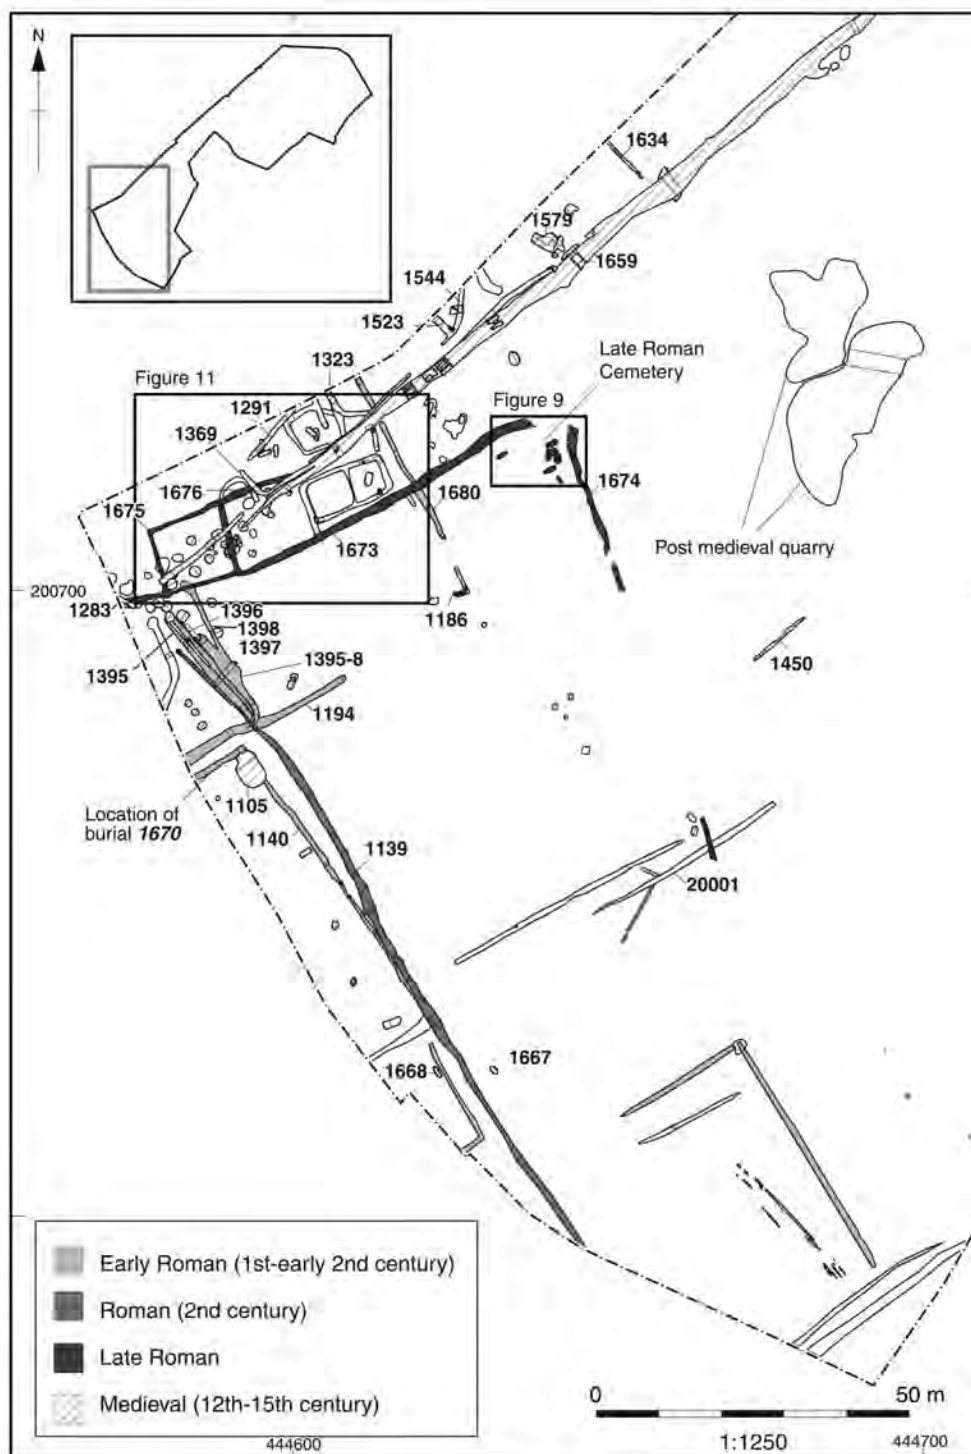 N
1634
1579
1659
1544
1523
Late Roman
Cemetery
1323
Figure 11
Figure 9
1291
1369
1676
1675
1680
1674
1673
Post medieval quarry
200700
1283
1396
1186
1398
1397
1395
1395-8
1450
1194
Location of
burial 1670
1105
1140
1139
20001
1668
1667
Early Roman (1st-early 2nd century)
Roman (2nd century)
Late Roman
Medieval (12th-15th century)
0 50 m
1:1250
444600
444700